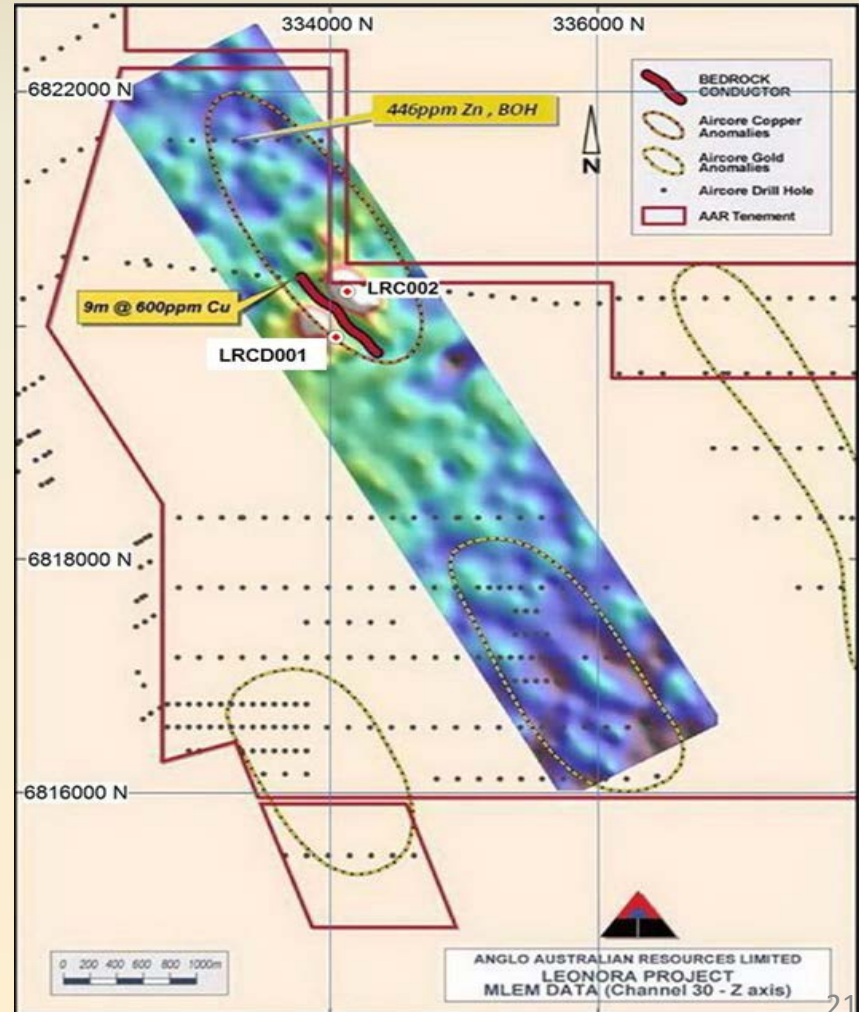 334000 N
336000 N
6822000 N
446ppm Zn , BOH
N
BEDROCK
CONDUCTOR
Aircore Copper
Anomalies
Aircore Gold
Anomalies
Aircore Drill Hole
AAR Tenement
LRC002
9m @ 600ppm Cu
LRCD001
6818000 N
6816000 N
0 200 400 600 800 1000m
ANGLO AUSTRALIAN RESOURCES LIMITED
LEONORA PROJECT
MLEM DATA (Channel 30 - Z axis)
21